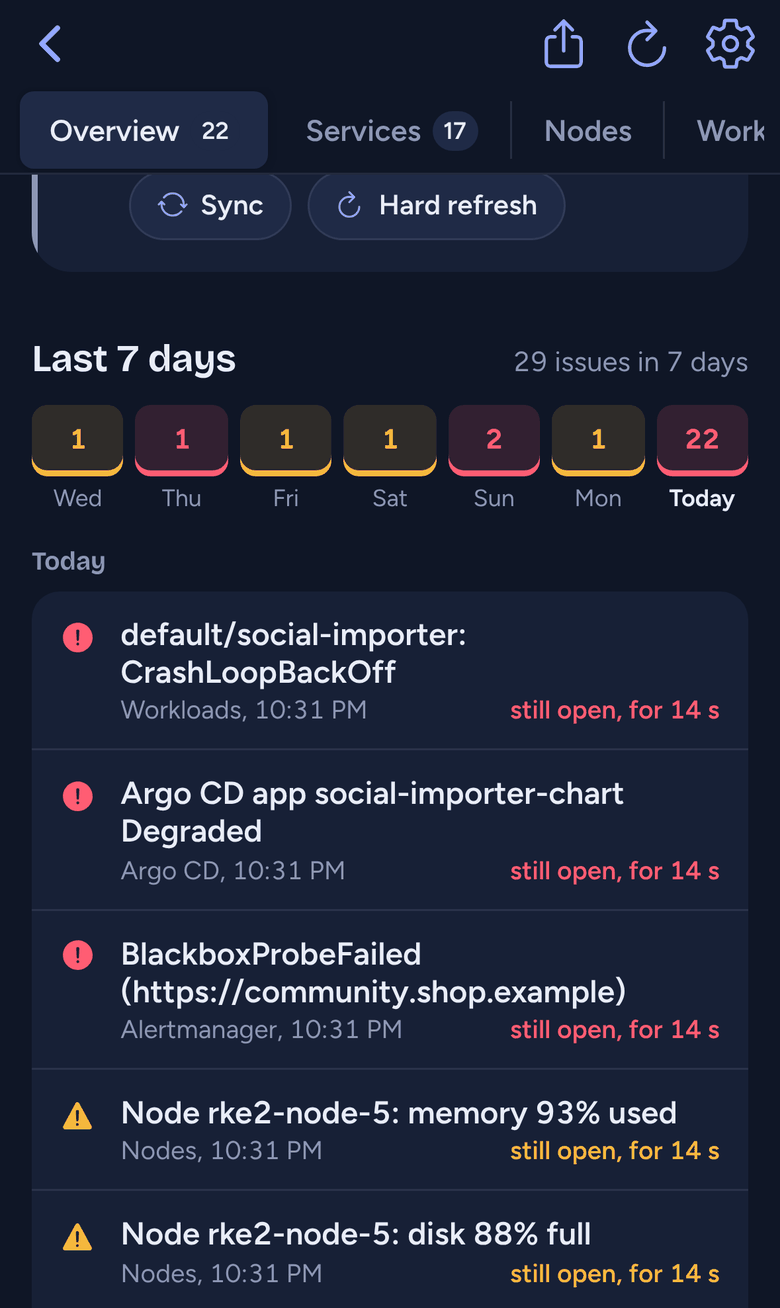 Overview 22 Services 17 Nodes Work
Sync Hard refresh
Last 7 days 29 issues in 7 days
1 1 1 1 2 1 22
Wed Thu Fri Sat Sun Mon Today
Today
default/social-importer:
CrashLoopBackOff
Workloads, 10:31 PM still open, for 14 s
Argo CD app social-importer-chart
Degraded
Argo CD, 10:31 PM still open, for 14 s
BlackboxProbeFailed
(https://community.shop.example)
Alertmanager, 10:31 PM still open, for 14 s
Node rke2-node-5: memory 93% used
Nodes, 10:31 PM still open, for 14 s
Node rke2-node-5: disk 88% full
Nodes, 10:31 PM still open, for 14 s